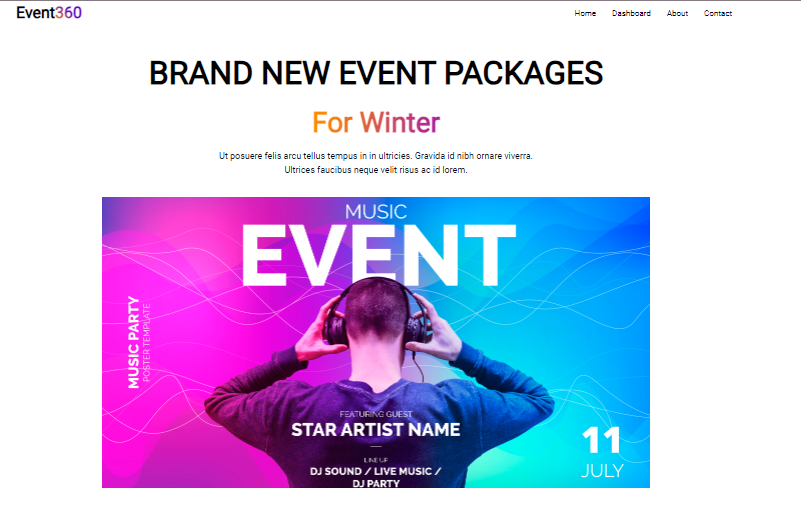 Event360
Home Dashboard About Contact
BRAND NEW EVENT PACKAGES
For Winter
Ut posuere felis arcu tellus tempus in in ultricies. Gravida id nibh ornare viverra.
Ultrices faucibus neque velit risus ac id lorem.
MUSIC
EVENT
MUSIC PARTY
POSTER TEMPLATE
FEATURING GUEST
STAR ARTIST NAME
LINE UP
DJ SOUND / LIVE MUSIC /
DJ PARTY
11
JULY